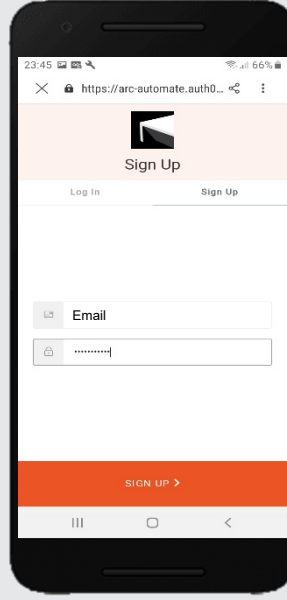 23:45 66%
https://arc-automate.auth0...
Sign Up
Log In Sign Up
Email
SIGN UP